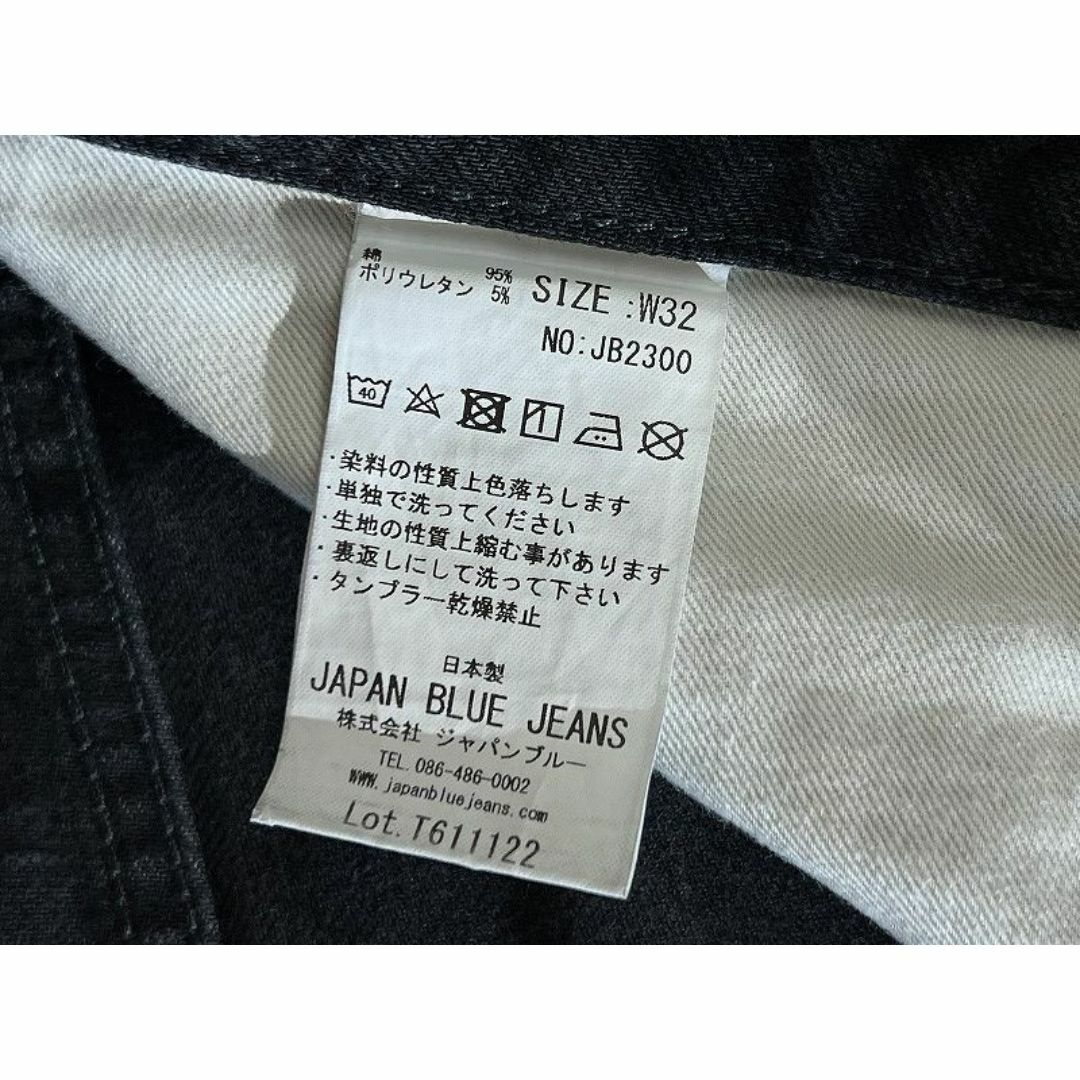 綿 95%
ポリウレタン 5%
SIZE :W32
NO:JB2300
40
・染料の性質上色落ちします
・単独で洗ってください
・生地の性質上縮む事があります
・裏返しにして洗って下さい
・タンブラー乾燥禁止
日本製
JAPAN BLUE JEANS
株式会社 ジャパンブルー
TEL.086-486-0002
www.japanbluejeans.com
Lot.T611122